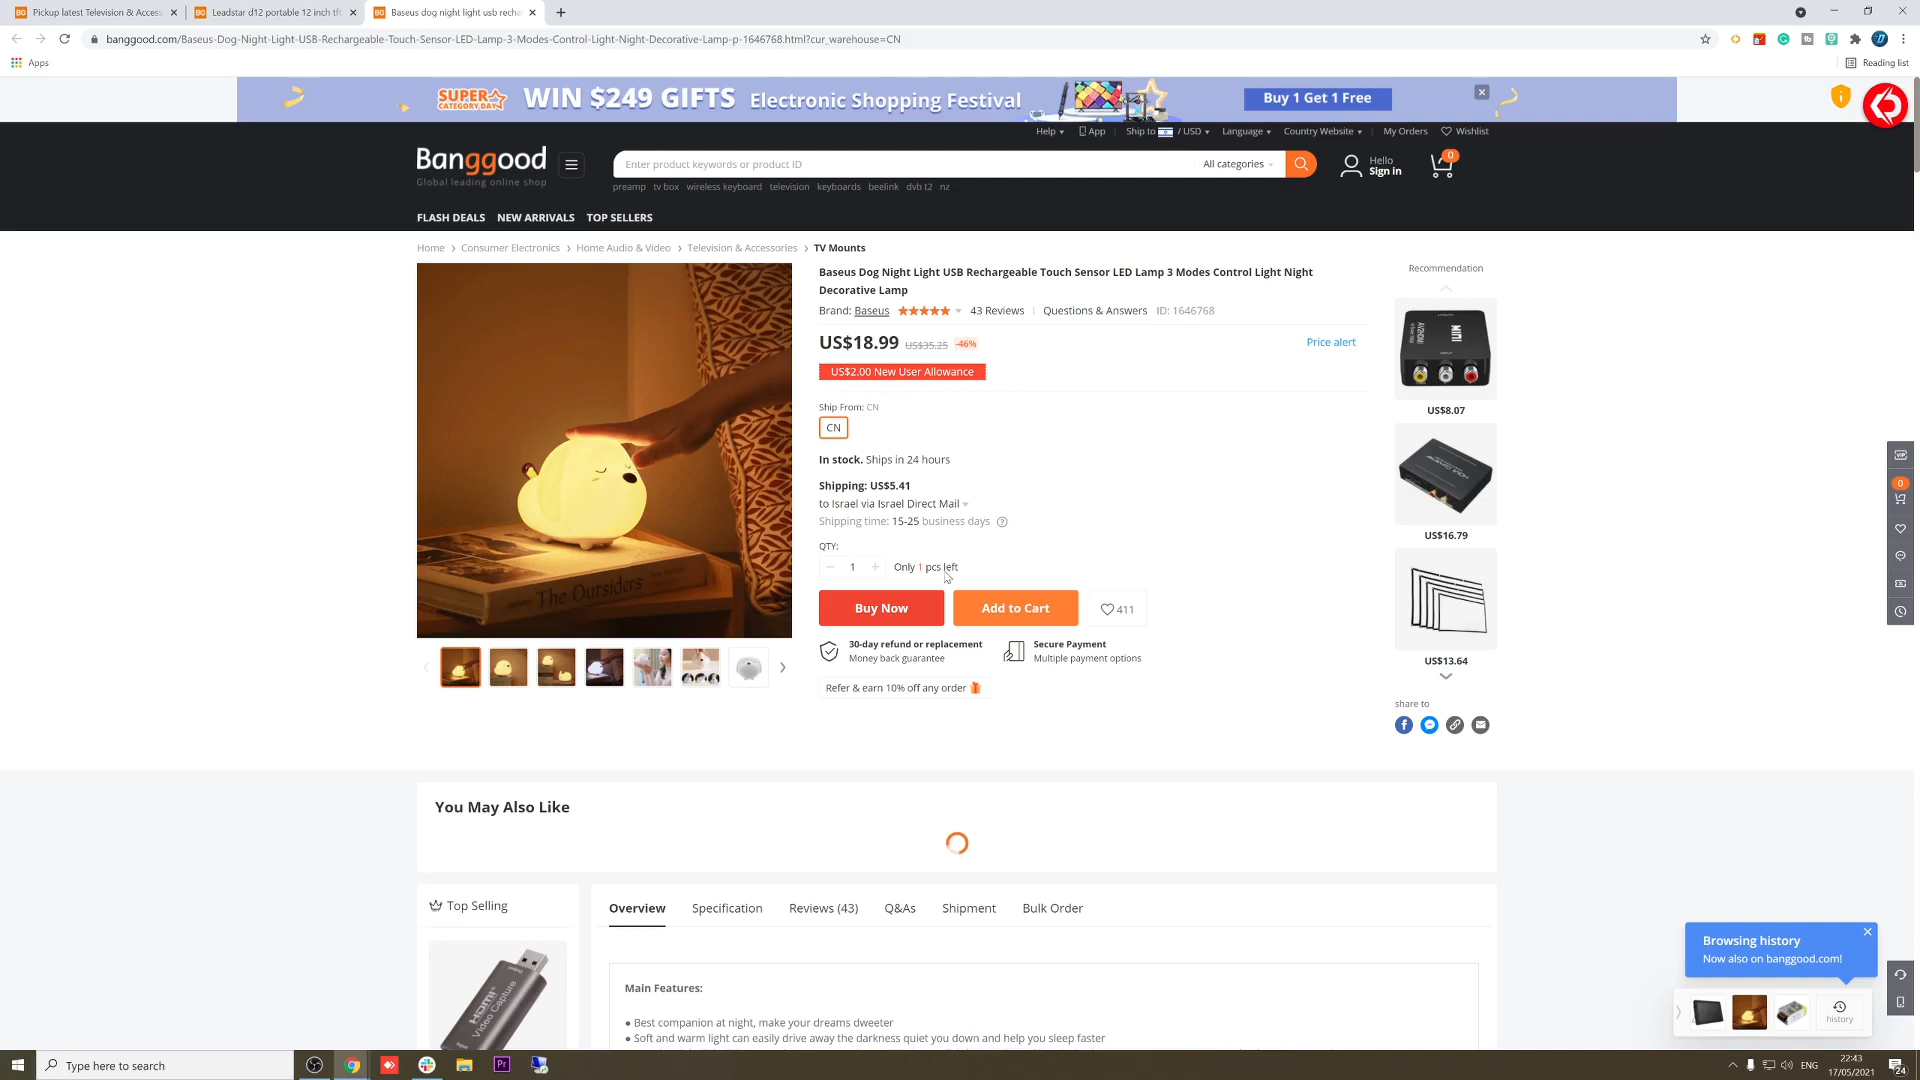 Pickup latest Television & Access
Leadstar d12 portable 12 inch tft
Baseus dog night light usb recha
banggood.com/Baseus-Dog-Night-Light-USB-Rechargeable-Touch-Sensor-LED-Lamp-3-Modes-Control-Light-Night-Decorative-Lamp-p-1646768.html?cur_warehouse=CN
Apps
Reading list
SUPER CATEGORY DAY
WIN $249 GIFTS Electronic Shopping Festival
Buy 1 Get 1 Free
Help
App
Ship to / USD
Language
Country Website
My Orders
Wishlist
Banggood
Global leading online shop
Enter product keywords or product ID
All categories
Hello
Sign in
0
preamp tv box wireless keyboard television keyboards beelink dvb t2 nz
FLASH DEALS NEW ARRIVALS TOP SELLERS
Home > Consumer Electronics > Home Audio & Video > Television & Accessories > TV Mounts
Baseus Dog Night Light USB Rechargeable Touch Sensor LED Lamp 3 Modes Control Light Night
Decorative Lamp
Brand: Baseus 43 Reviews Questions & Answers ID: 1646768
US$18.99 US$35.25 -46%
Price alert
US$2.00 New User Allowance
Ship From: CN
CN
In stock. Ships in 24 hours
Shipping: US$5.41
to Israel via Israel Direct Mail
Shipping time: 15-25 business days
QTY:
1
Only 1 pcs left
Buy Now
Add to Cart
411
30-day refund or replacement
Money back guarantee
Secure Payment
Multiple payment options
Refer & earn 10% off any order
The Outsiders
Recommendation
US$8.07
US$16.79
US$13.64
share to
VIP
0
You May Also Like
Top Selling
HDMI
Video Capture
Overview Specification Reviews (43) Q&As Shipment Bulk Order
Main Features:
● Best companion at night, make your dreams dweeter
● Soft and warm light can easily drive away the darkness quiet you down and help you sleep faster
Browsing history
Now also on banggood.com!
history
Type here to search
Pr
ENG
22:43
17/05/2021
24